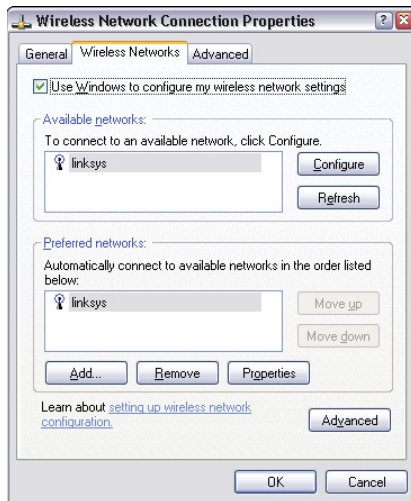 Wireless Network Connection Properties
General Wireless Networks Advanced
Use Windows to configure my wireless network settings
Available networks:
To connect to an available network, click Configure.
linksys
Configure
Refresh
Preferred networks:
Automatically connect to available networks in the order listed
below:
linksys
Move up
Move down
Add... Remove Properties
Learn about setting up wireless network
configuration.
Advanced
OK Cancel